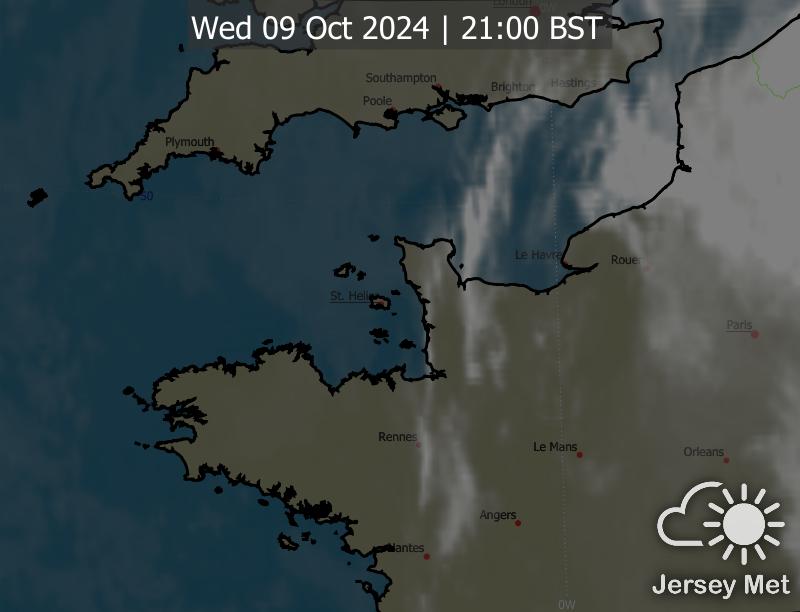 London
Wed 09 Oct 2024 | 21:00 BST
Southampton
Brighton
Hastings
Poole
Plymouth
50
Le Havre
Rouen
St. Helier
Paris
Rennes
Le Mans
Orleans
Angers
Nantes
Jersey Met
0W